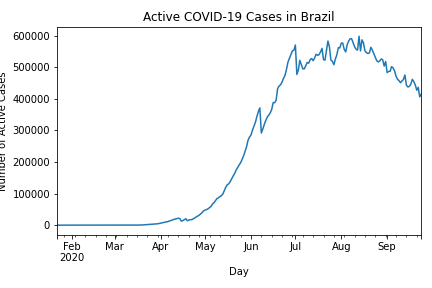 Active COVID-19 Cases in Brazil
Number of Active Cases
600000
500000
400000
300000
200000
100000
0
Feb Mar Apr May Jun Jul Aug Sep
2020
Day